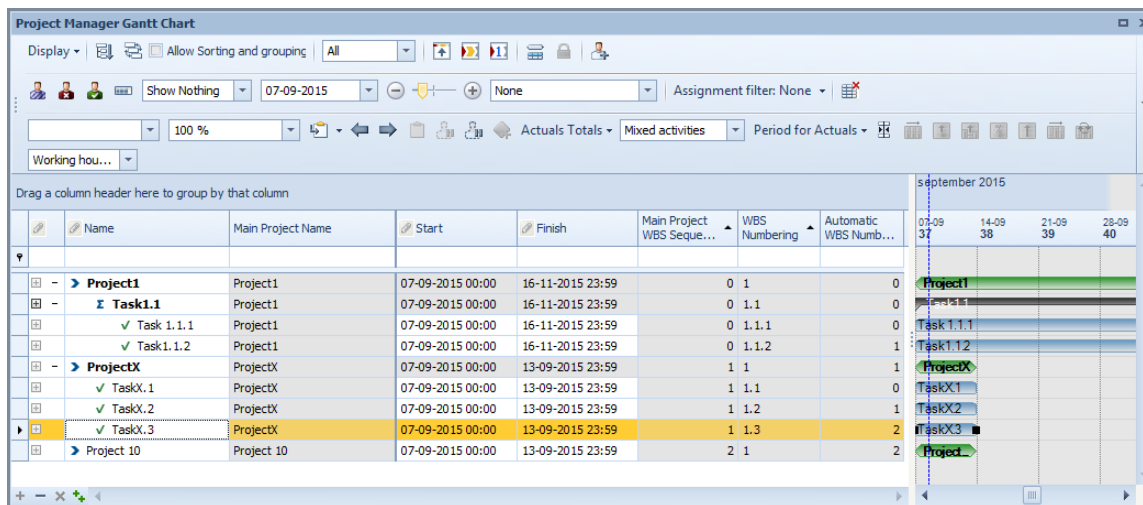 Project Manager Gantt Chart
Display Allow Sorting and grouping All
Show Nothing 07-09-2015 None Assignment filter: None
100 % Actuals Totals Mixed activities Period for Actuals
Working hou...
Drag a column header here to group by that column
september 2015
Name Main Project Name Start Finish Main Project WBS Seque... WBS Numbering Automatic WBS Numb...
07-09 14-09 21-09 28-09
37 38 39 40
Project1 Project1 07-09-2015 00:00 16-11-2015 23:59 0 1 0 Project1
Task1.1 Project1 07-09-2015 00:00 16-11-2015 23:59 0 1.1 0 Task1.1
Task 1.1.1 Project1 07-09-2015 00:00 16-11-2015 23:59 0 1.1.1 0 Task 1.1.1
Task1.1.2 Project1 07-09-2015 00:00 16-11-2015 23:59 0 1.1.2 1 Task1.1.2
ProjectX ProjectX 07-09-2015 00:00 13-09-2015 23:59 1 1 1 ProjectX
TaskX.1 ProjectX 07-09-2015 00:00 13-09-2015 23:59 1 1.1 0 TaskX.1
TaskX.2 ProjectX 07-09-2015 00:00 13-09-2015 23:59 1 1.2 1 TaskX.2
TaskX.3 ProjectX 07-09-2015 00:00 13-09-2015 23:59 1 1.3 2 TaskX.3
Project 10 Project 10 07-09-2015 00:00 13-09-2015 23:59 2 1 2 Project_